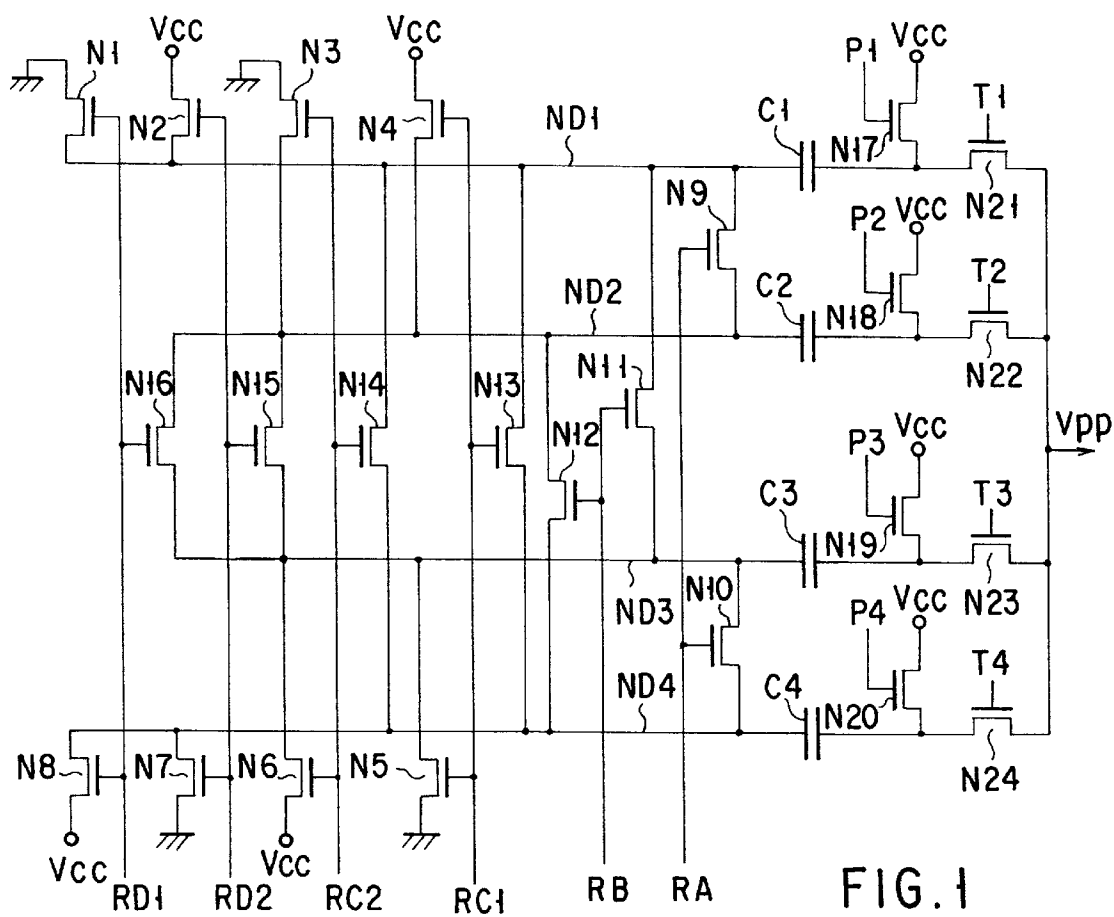 VCC VCC P1 VCC
N1 N3 T1
N2 N4 ND1 C1 N17
N9 P2 VCC N21
ND2 C2 N18 T2
N16 N15 N14 N13 N11 N22
N12 P3 VCC VPP
C3 N19 T3
ND3 N10 P4 VCC N23
ND4 C4 N20 T4
N8 N7 N6 N5 N24
VCC VCC
RD1 RD2 RC2 RC1 RB RA FIG.1